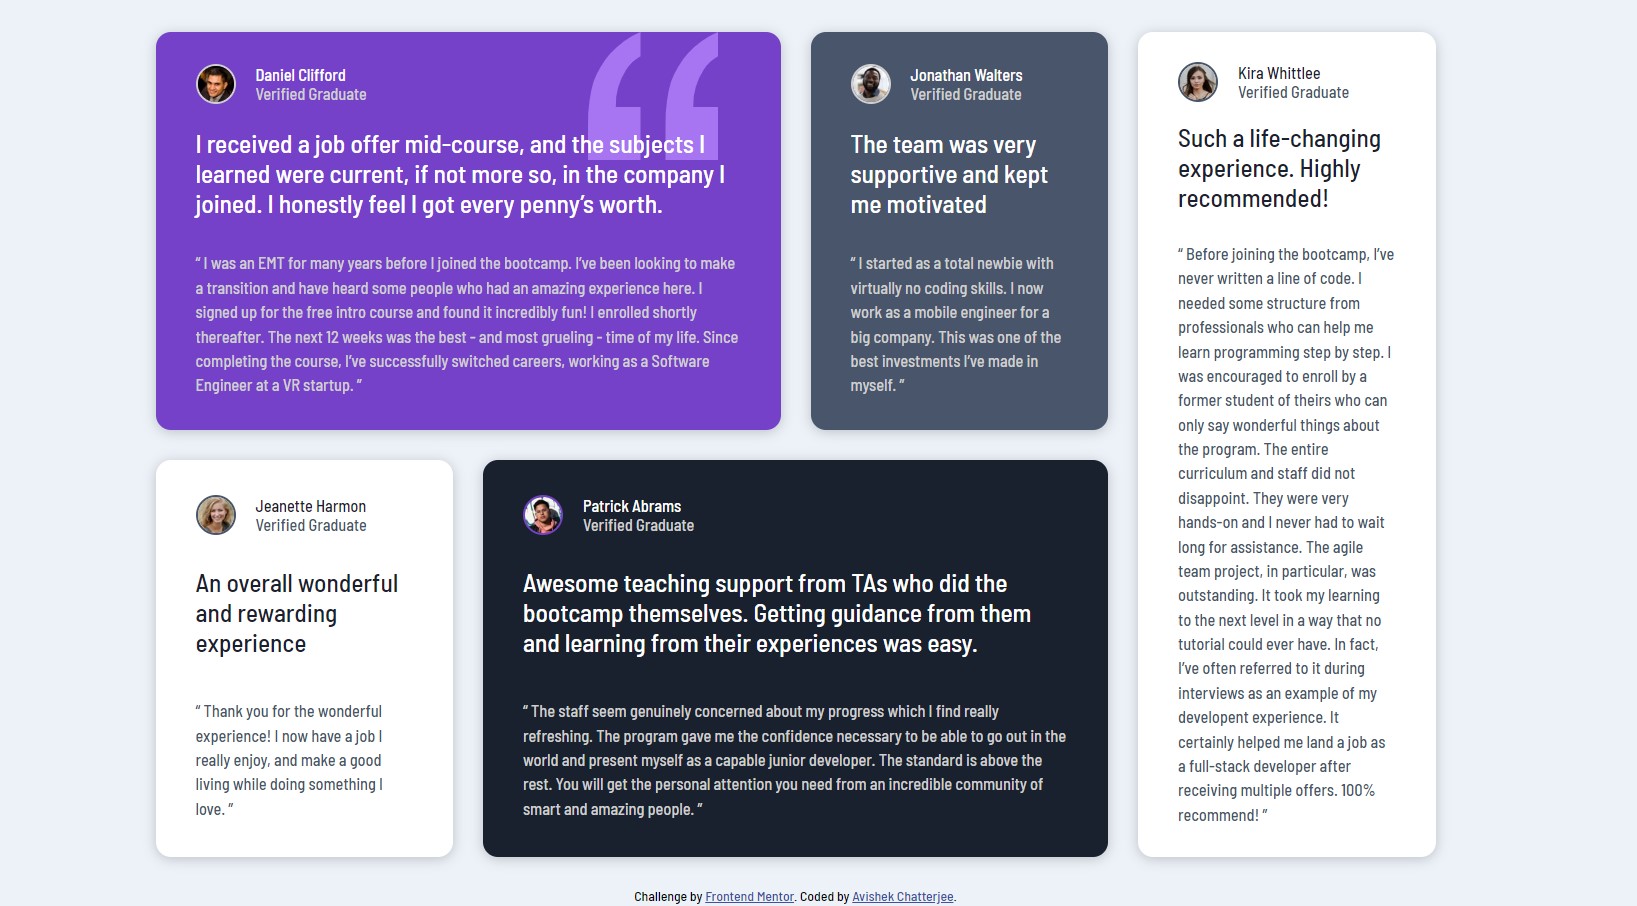 Daniel Clifford
Verified Graduate
I received a job offer mid-course, and the subjects I
learned were current, if not more so, in the company I
joined. I honestly feel I got every penny’s worth.
“ I was an EMT for many years before I joined the bootcamp. I’ve been looking to make
a transition and have heard some people who had an amazing experience here. I
signed up for the free intro course and found it incredibly fun! I enrolled shortly
thereafter. The next 12 weeks was the best - and most grueling - time of my life. Since
completing the course, I’ve successfully switched careers, working as a Software
Engineer at a VR startup. ”
Jonathan Walters
Verified Graduate
The team was very
supportive and kept
me motivated
“ I started as a total newbie with
virtually no coding skills. I now
work as a mobile engineer for a
big company. This was one of the
best investments I’ve made in
myself. ”
Kira Whittlee
Verified Graduate
Such a life-changing
experience. Highly
recommended!
“ Before joining the bootcamp, I’ve
never written a line of code. I
needed some structure from
professionals who can help me
learn programming step by step. I
was encouraged to enroll by a
former student of theirs who can
only say wonderful things about
the program. The entire
curriculum and staff did not
disappoint. They were very
hands-on and I never had to wait
long for assistance. The agile
team project, in particular, was
outstanding. It took my learning
to the next level in a way that no
tutorial could ever have. In fact,
I’ve often referred to it during
interviews as an example of my
developent experience. It
certainly helped me land a job as
a full-stack developer after
receiving multiple offers. 100%
recommend! ”
Jeanette Harmon
Verified Graduate
An overall wonderful
and rewarding
experience
“ Thank you for the wonderful
experience! I now have a job I
really enjoy, and make a good
living while doing something I
love. ”
Patrick Abrams
Verified Graduate
Awesome teaching support from TAs who did the
bootcamp themselves. Getting guidance from them
and learning from their experiences was easy.
“ The staff seem genuinely concerned about my progress which I find really
refreshing. The program gave me the confidence necessary to be able to go out in the
world and present myself as a capable junior developer. The standard is above the
rest. You will get the personal attention you need from an incredible community of
smart and amazing people. ”
Challenge by Frontend Mentor. Coded by Avishek Chatterjee.